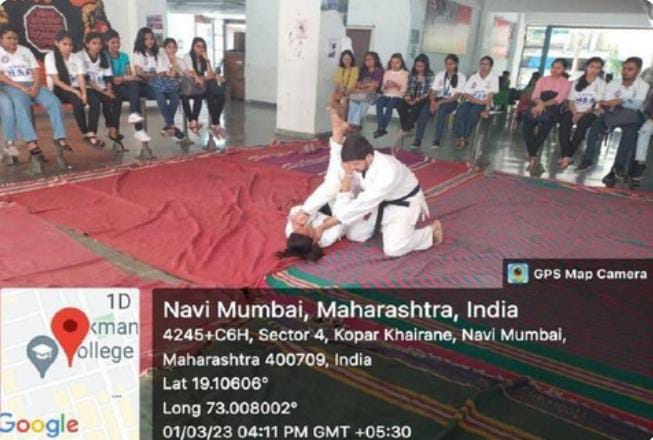 GPS Map Camera
1D
kman
ollege
Google
Navi Mumbai, Maharashtra, India
4245+C6H, Sector 4, Kopar Khairane, Navi Mumbai,
Maharashtra 400709, India
Lat 19.10606°
Long 73.008002°
01/03/23 04:11 PM GMT +05:30